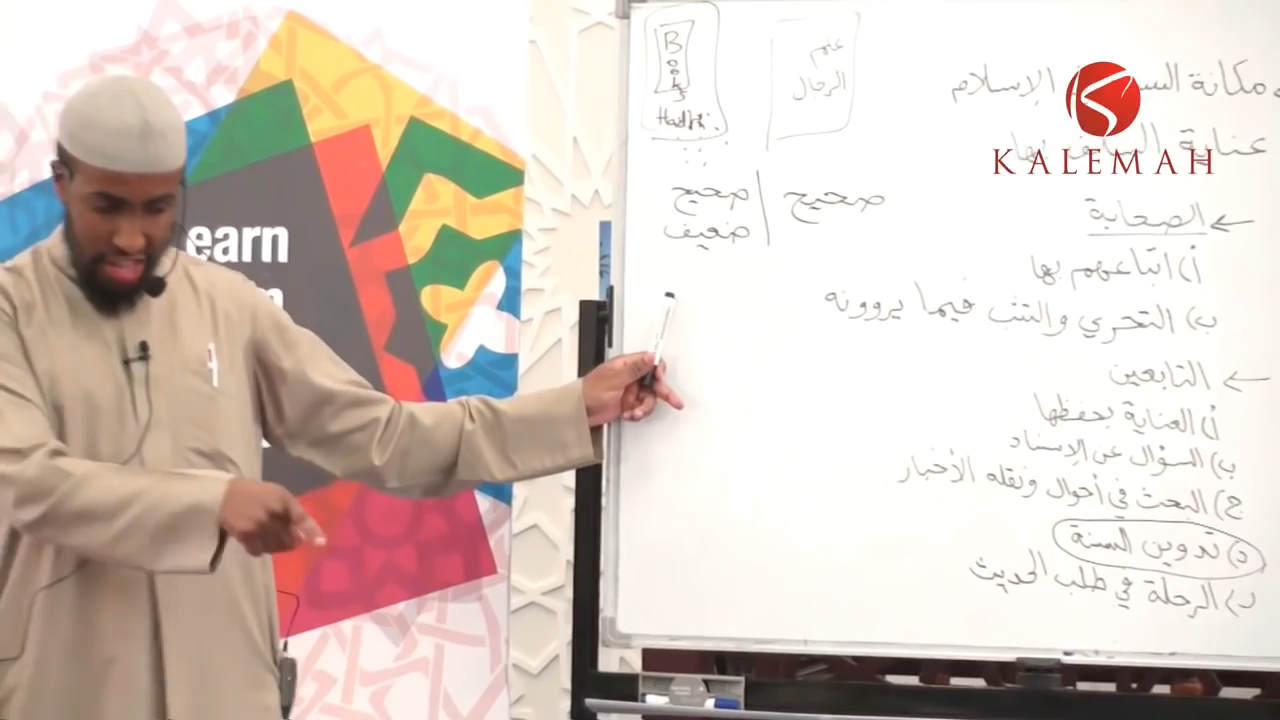 مكانة السنة في الإسلام
عناية السلف بها
KALEMAH
← الصحابة
أ) اتباعهم بها
ب) التحري والتثبت فيما يروونه
← التابعين
أ) العناية بحفظها
ب) السؤال عن الإسناد
ج) البحث في أحوال ونقله الأخبار
د) تدوين السنة
ر) الرحلة في طلب الحديث
علم
الرجال
صحيح
Books
Hadith.
صحيح
ضعيف
earn